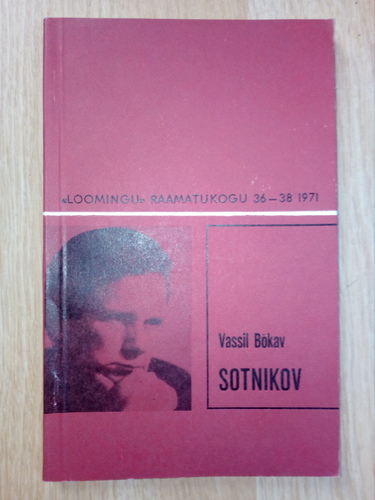 «LOOMINGU» RAAMATUKOGU 36—38 1971
Vassil Bõkav
SOTNIKOV